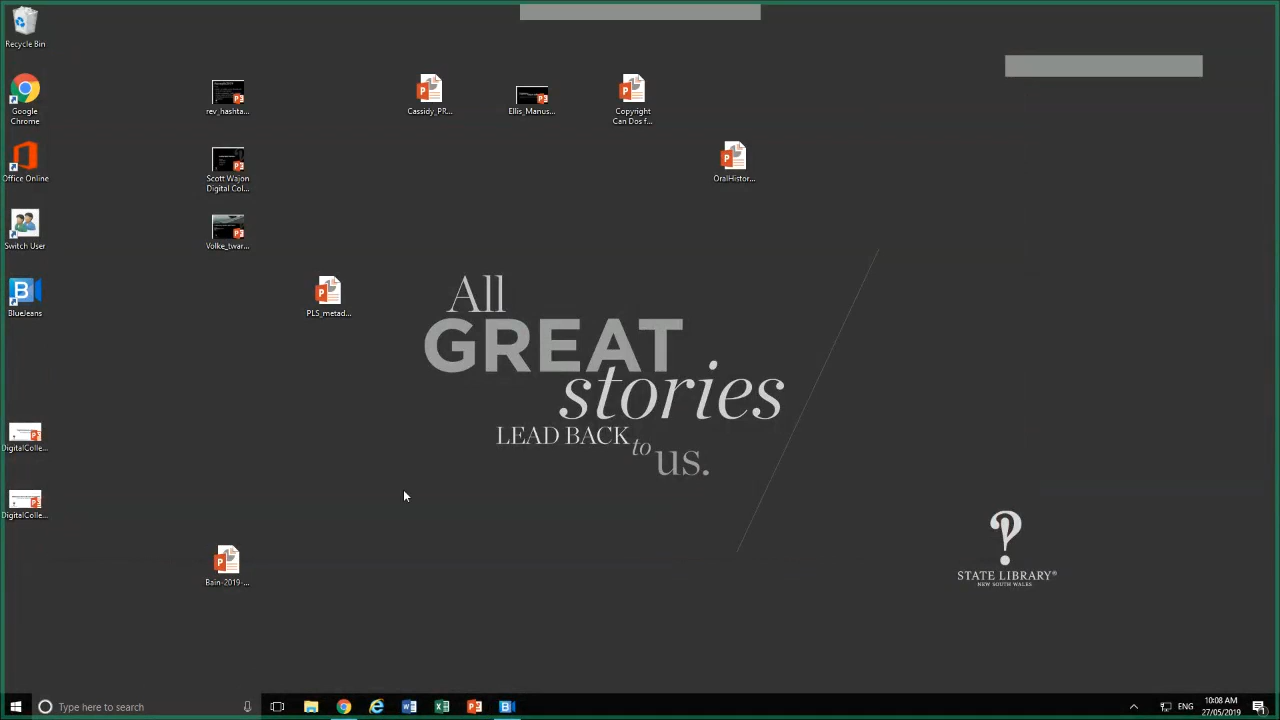 Recycle Bin
Google
Chrome
Office Online
Switch User
BlueJeans
DigitalColle...
DigitalColle...
rev_hashta...
Scott Wajon
Digital Col...
Volke_twar...
PLS_metad...
Bain-2019-...
Cassidy_PR...
Ellis_Manus...
Copyright
Can Dos f...
OralHistor...
All
GREAT
stories
LEAD BACK to
us.
STATE LIBRARY®
NEW SOUTH WALES
Type here to search
ENG
10:08 AM
27/05/2019